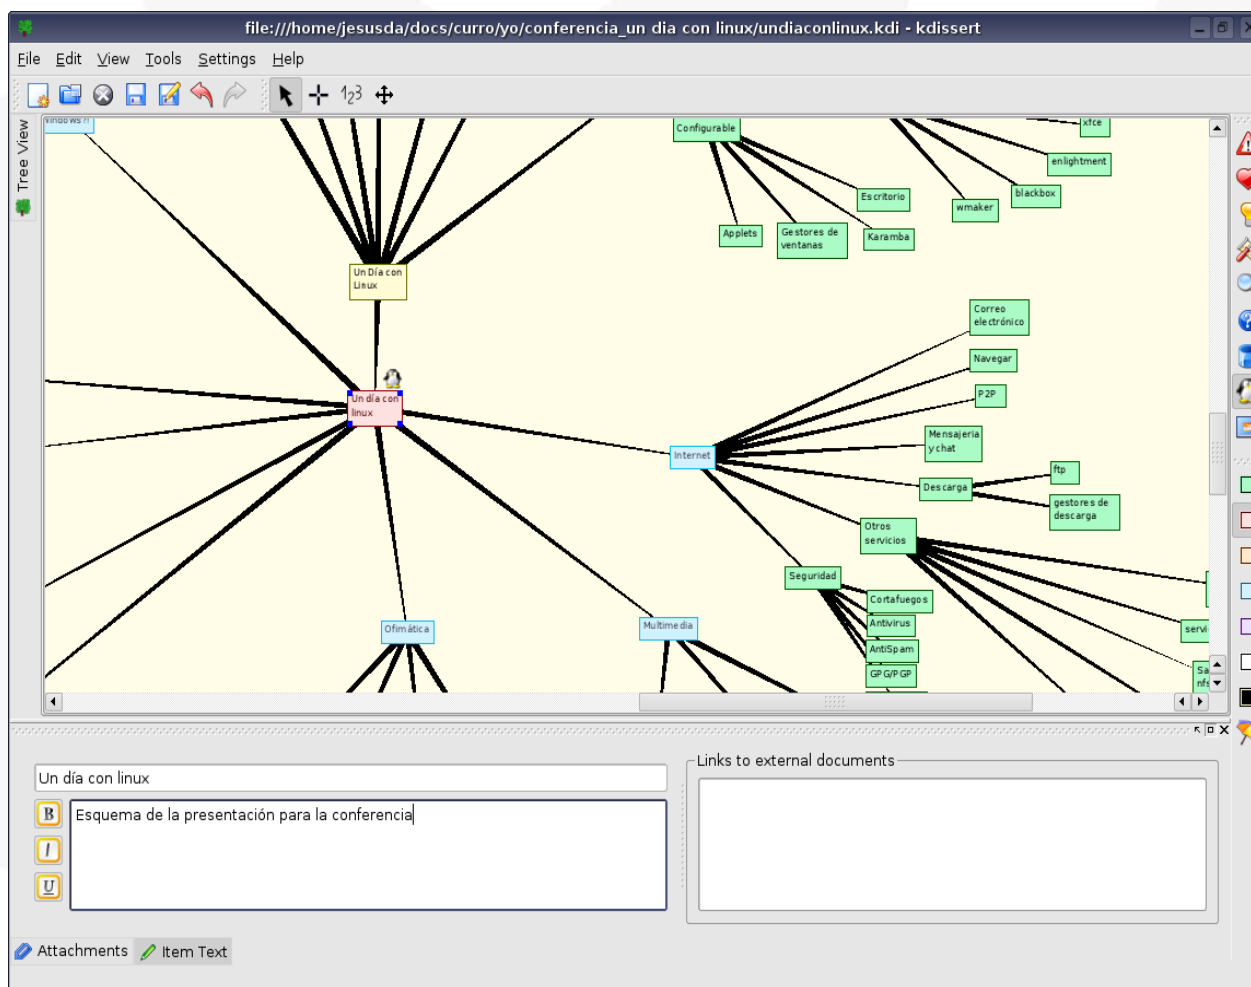 file:///home/jesusda/docs/curro/yo/conferencia_un dia con linux/undiaconlinux.kdi - kdissert
File Edit View Tools Settings Help
123
Tree View
Configurable
xfce
enlightment
blackbox
wmaker
Escritorio
Karamba
Gestores de
ventanas
Applets
Un Día con
Linux
Un día con
linux
Correo
electrónico
Navegar
P2P
Mensajeria
y chat
Internet
Descarga
ftp
gestores de
descarga
Otros
servicios
Seguridad
Cortafuegos
Antivirus
AntiSpam
GPG/PGP
servi
Sa
nfs
Ofimática
Multimedia
Un día con linux
B
I
U
Esquema de la presentación para la conferencia
Links to external documents
Attachments
Item Text